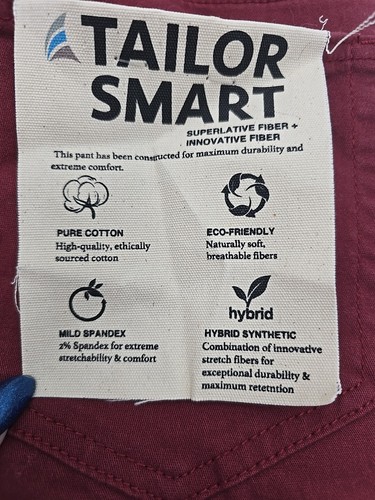 TAILOR
SMART
SUPERLATIVE FIBER +
INNOVATIVE FIBER
This pant has been constructed for maximum durability and
extreme comfort.
PURE COTTON
High-quality, ethically
sourced cotton
ECO-FRIENDLY
Naturally soft,
breathable fibers
MILD SPANDEX
2% Spandex for extreme
stretchability & comfort
hybrid
HYBRID SYNTHETIC
Combination of innovative
stretch fibers for
exceptional durability &
maximum retetntion